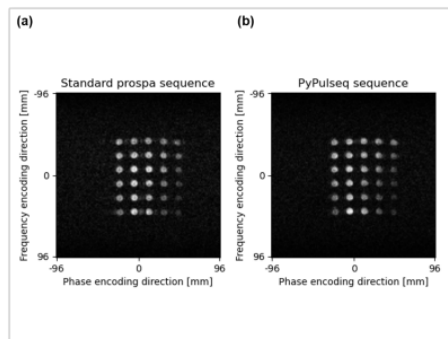 (a)
(b)
Standard prospa sequence
PyPulseq sequence
-96
-96
Frequency encoding direction [mm]
Frequency encoding direction [mm]
0
0
96
96
-96
0
96
-96
0
96
Phase encoding direction [mm]
Phase encoding direction [mm]